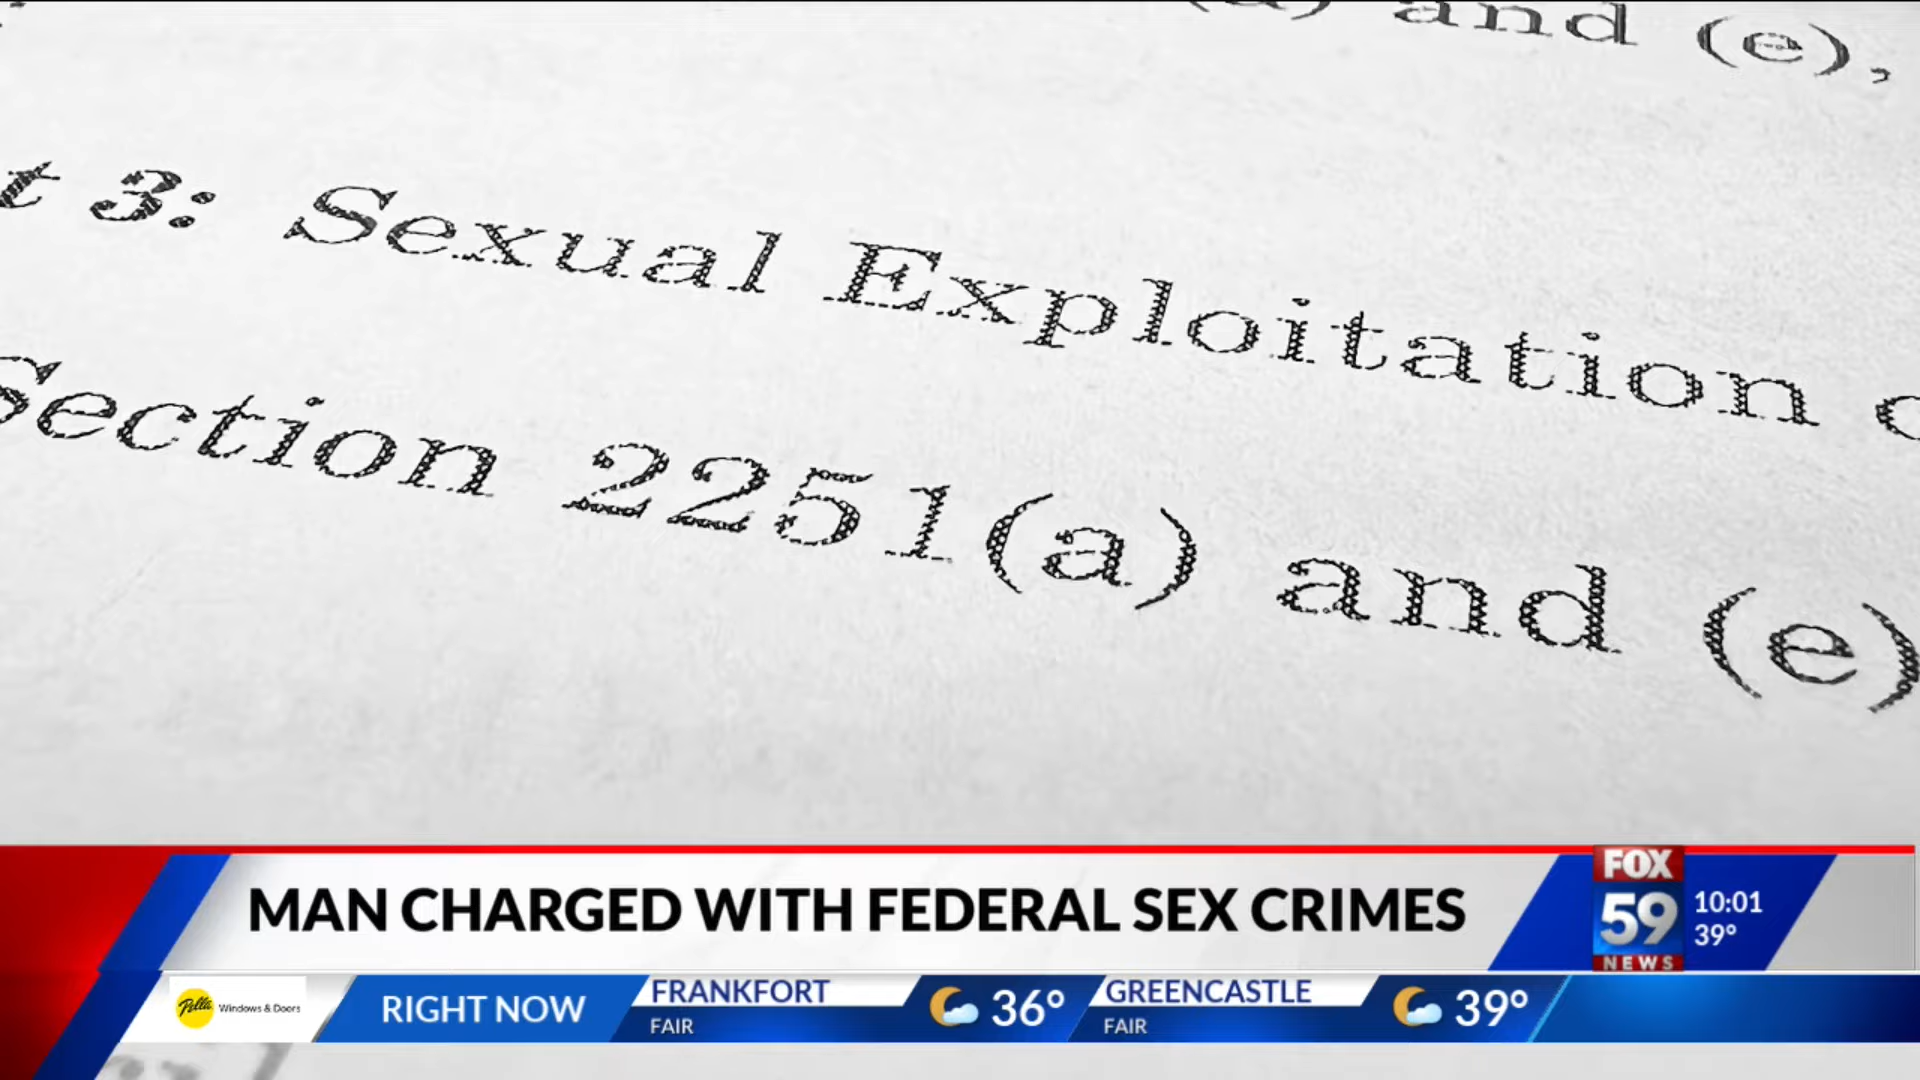 and (e),
t 3: Sexual Exploitation
Section 2251(a) and (e)
MAN CHARGED WITH FEDERAL SEX CRIMES
FOX
59
NEWS
10:01
39°
Pella Windows & Doors
RIGHT NOW
FRANKFORT
FAIR
36°
GREENCASTLE
FAIR
39°